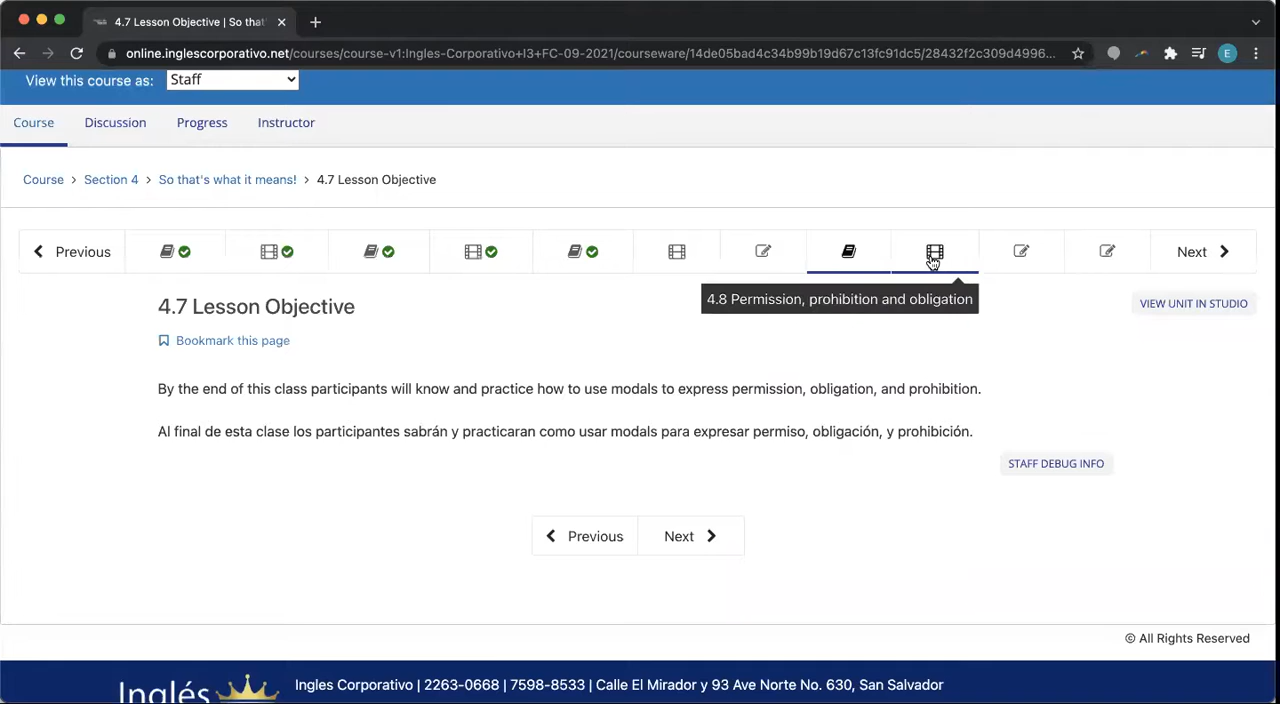 4.7 Lesson Objective | So that
online.inglescorporativo.net/courses/course-v1:Ingles-Corporativo+I3+FC-09-2021/courseware/14de05bad4c34b99b19d67c13fc91dc5/28432f2c309d4996...
E
View this course as: Staff
Course Discussion Progress Instructor
Course > Section 4 > So that's what it means! > 4.7 Lesson Objective
Previous Next
4.8 Permission, prohibition and obligation
4.7 Lesson Objective
VIEW UNIT IN STUDIO
Bookmark this page
By the end of this class participants will know and practice how to use modals to express permission, obligation, and prohibition.
Al final de esta clase los participantes sabrán y practicaran como usar modals para expresar permiso, obligación, y prohibición.
STAFF DEBUG INFO
Previous Next
© All Rights Reserved
Inglés
Ingles Corporativo | 2263-0668 | 7598-8533 | Calle El Mirador y 93 Ave Norte No. 630, San Salvador